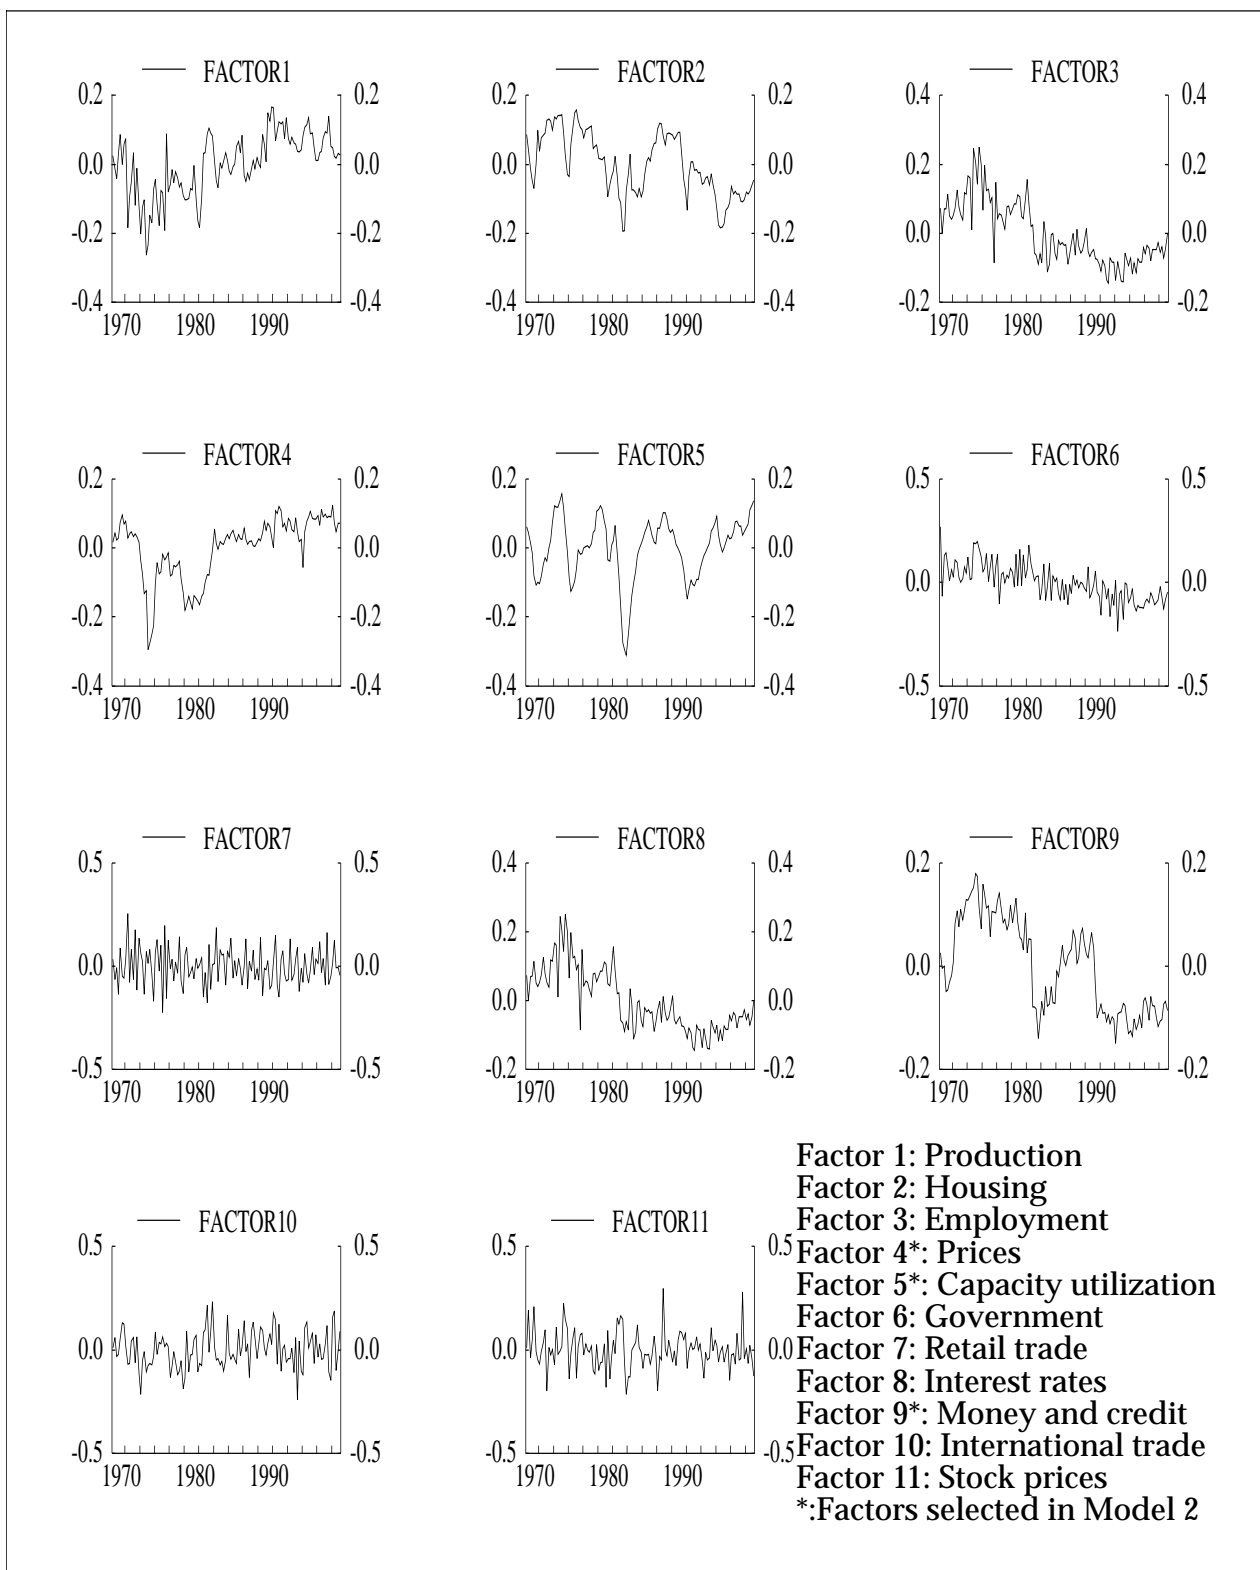 FACTOR1
0.2 0.2
0.0 0.0
-0.2 -0.2
-0.4 -0.4
1970 1980 1990
FACTOR2
0.2 0.2
0.0 0.0
-0.2 -0.2
-0.4 -0.4
1970 1980 1990
FACTOR3
0.4 0.4
0.2 0.2
0.0 0.0
-0.2 -0.2
1970 1980 1990
FACTOR4
0.2 0.2
0.0 0.0
-0.2 -0.2
-0.4 -0.4
1970 1980 1990
FACTOR5
0.2 0.2
0.0 0.0
-0.2 -0.2
-0.4 -0.4
1970 1980 1990
FACTOR6
0.5 0.5
0.0 0.0
-0.5 -0.5
1970 1980 1990
FACTOR7
0.5 0.5
0.0 0.0
-0.5 -0.5
1970 1980 1990
FACTOR8
0.4 0.4
0.2 0.2
0.0 0.0
-0.2 -0.2
1970 1980 1990
FACTOR9
0.2 0.2
0.0 0.0
-0.2 -0.2
1970 1980 1990
FACTOR10
0.5 0.5
0.0 0.0
-0.5 -0.5
1970 1980 1990
FACTOR11
0.5 0.5
0.0 0.0
-0.5 -0.5
1970 1980 1990
Factor 1: Production
Factor 2: Housing
Factor 3: Employment
Factor 4*: Prices
Factor 5*: Capacity utilization
Factor 6: Government
Factor 7: Retail trade
Factor 8: Interest rates
Factor 9*: Money and credit
Factor 10: International trade
Factor 11: Stock prices
*:Factors selected in Model 2